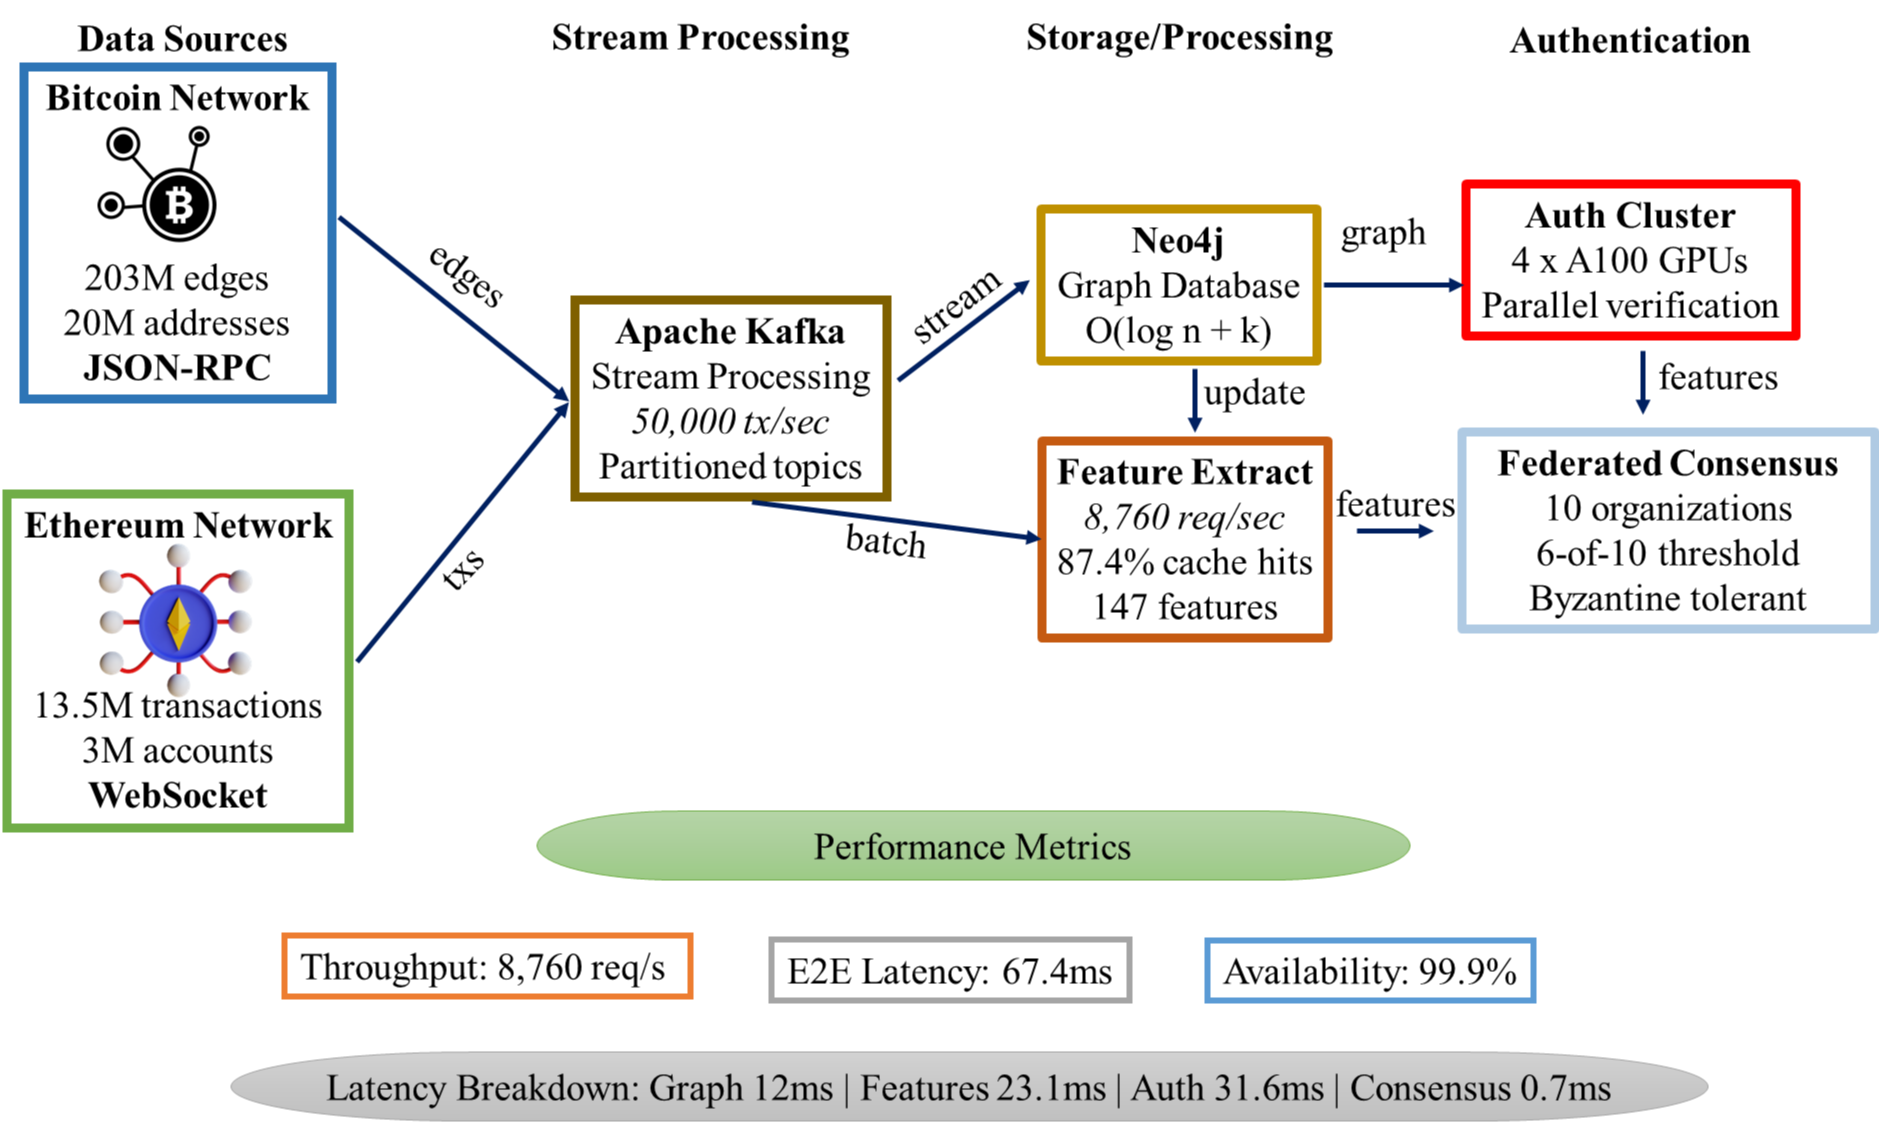 Data Sources
Stream Processing
Storage/Processing
Authentication
Bitcoin Network
203M edges
20M addresses
JSON-RPC
Ethereum Network
13.5M transactions
3M accounts
WebSocket
edges
txs
Apache Kafka
Stream Processing
50,000 tx/sec
Partitioned topics
stream
batch
Neo4j
Graph Database
O(log n + k)
update
Feature Extract
8,760 req/sec
87.4% cache hits
147 features
graph
features
Auth Cluster
4 x A100 GPUs
Parallel verification
features
Federated Consensus
10 organizations
6-of-10 threshold
Byzantine tolerant
Performance Metrics
Throughput: 8,760 req/s
E2E Latency: 67.4ms
Availability: 99.9%
Latency Breakdown: Graph 12ms | Features 23.1ms | Auth 31.6ms | Consensus 0.7ms